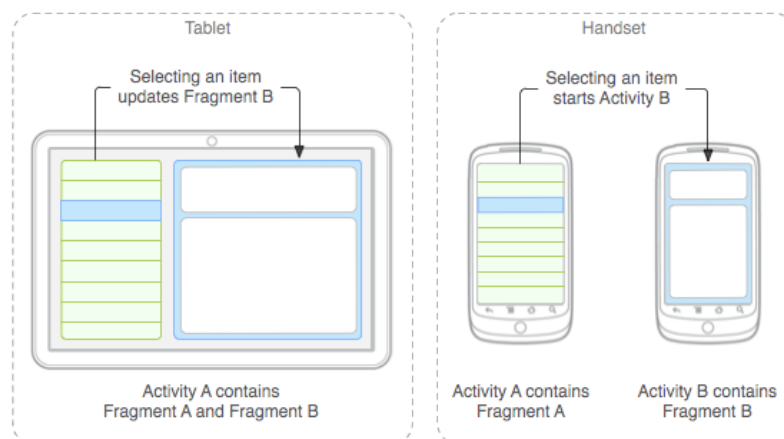 Tablet
Selecting an item
updates Fragment B
Activity A contains
Fragment A and Fragment B
Handset
Selecting an item
starts Activity B
Activity A contains
Fragment A
Activity B contains
Fragment B